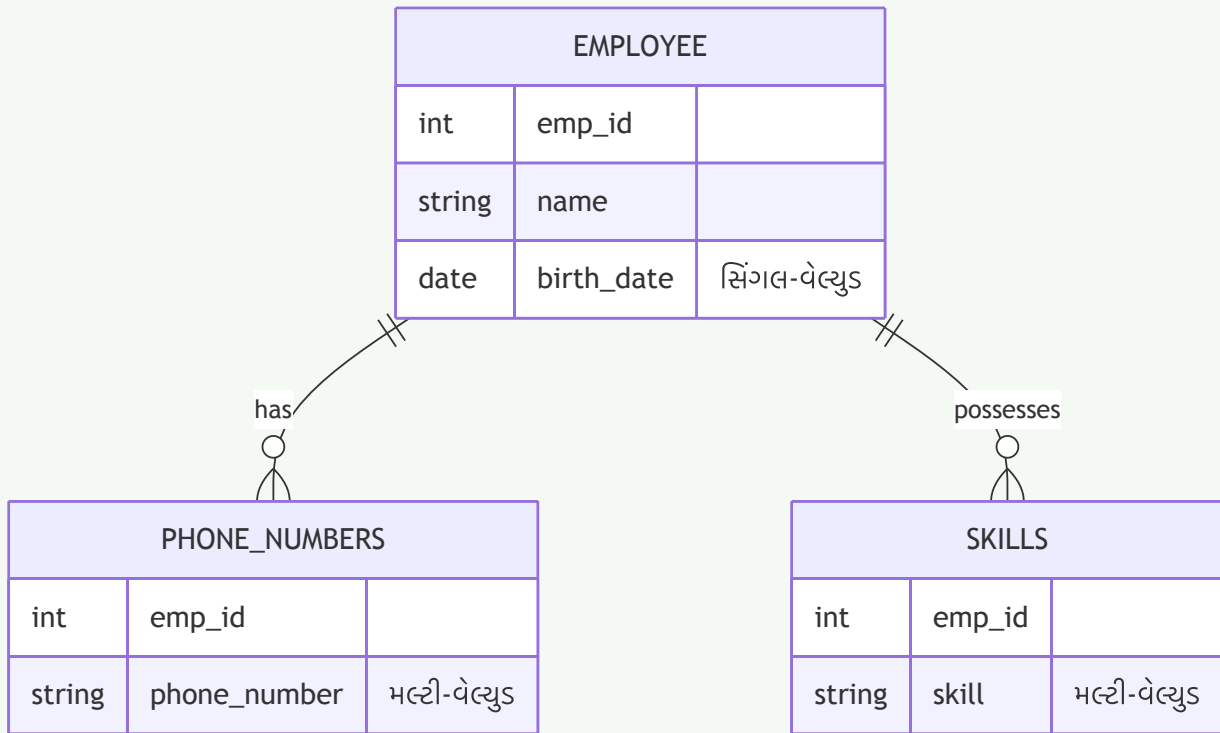 EMPLOYEE
int emp_id
string name
date birth_date સિંગલ-વેલ્યુડ
has
possesses
PHONE_NUMBERS
int emp_id
string phone_number મલ્ટી-વેલ્યુડ
SKILLS
int emp_id
string skill મલ્ટી-વેલ્યુડ